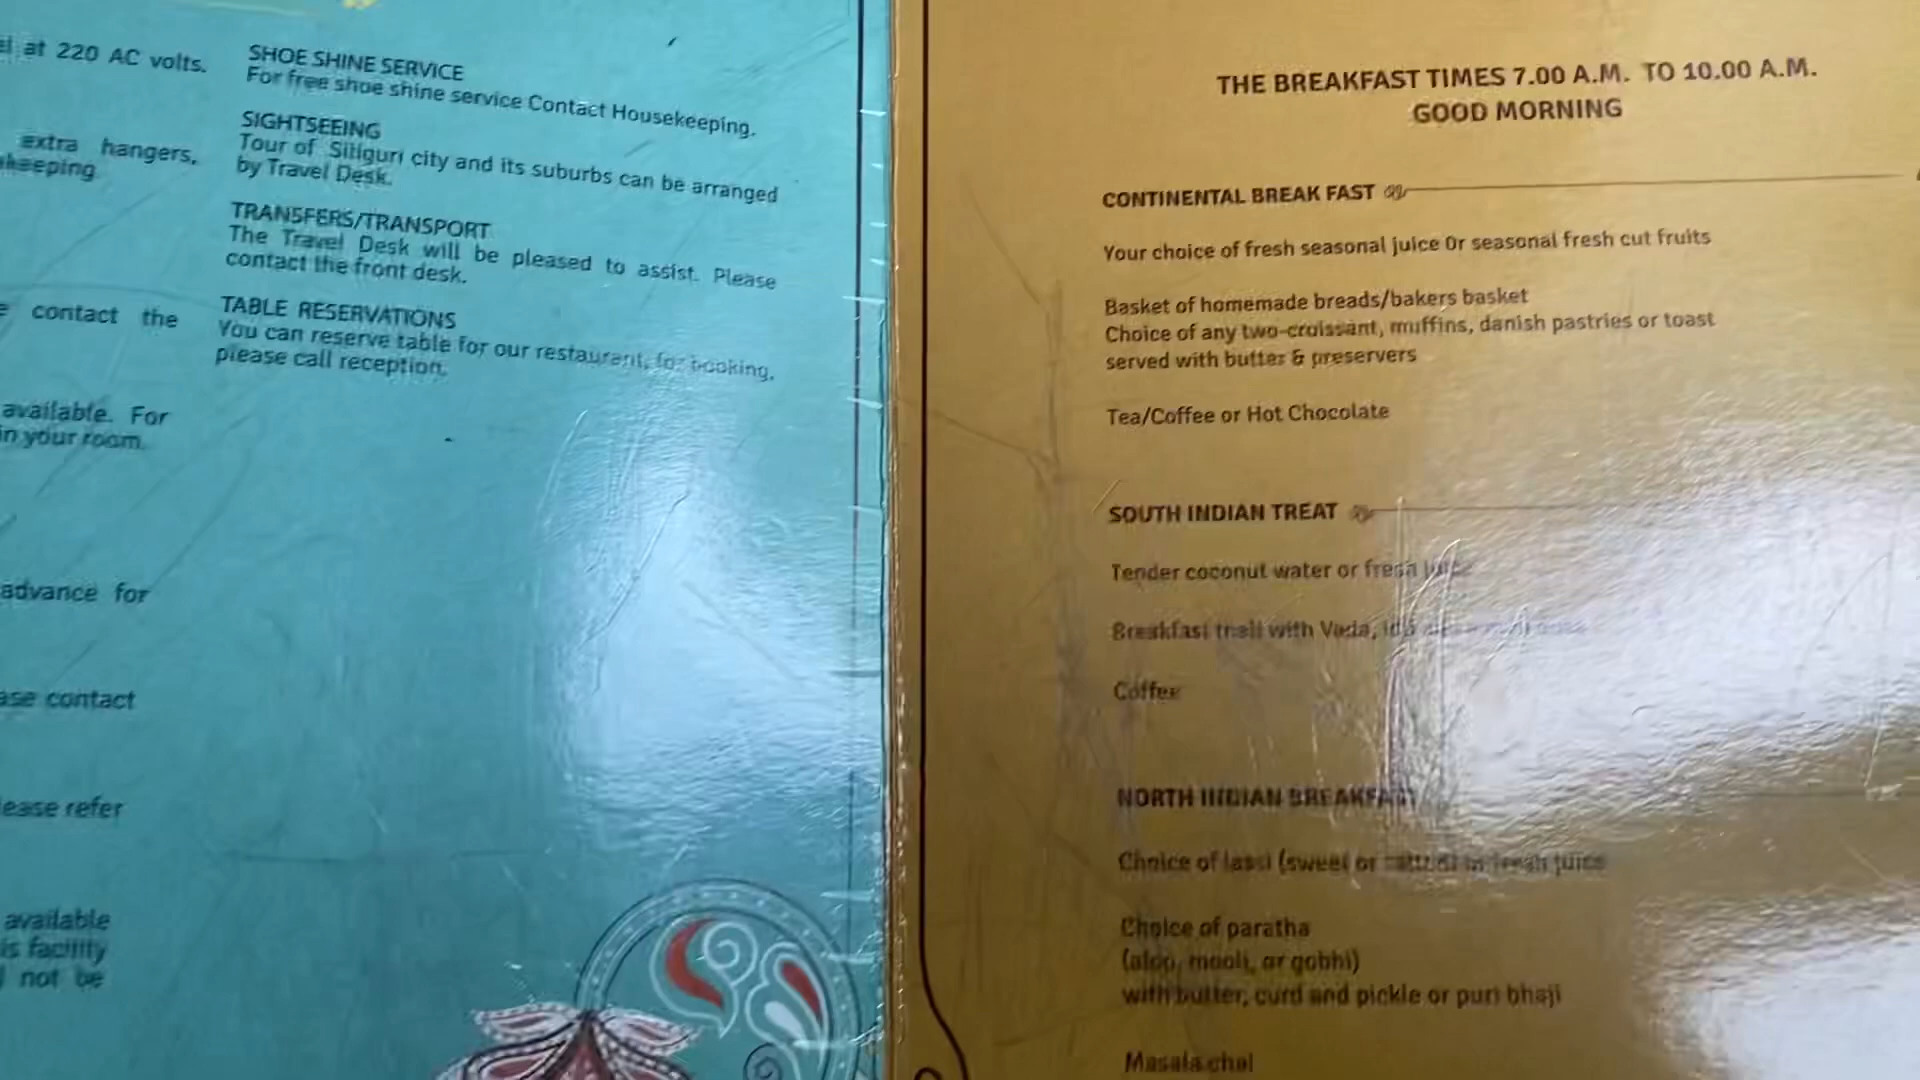 el at 220 AC volts.
extra hangers,
keeping
contact the
available. For
in your room.
advance for
ase contact
lease refer
available
is facility
not be
SHOE SHINE SERVICE
For free shoe shine service Contact Housekeeping.
SIGHTSEEING
Tour of Siliguri city and its suburbs can be arranged
by Travel Desk.
TRANSFERS/TRANSPORT
The Travel Desk will be pleased to assist. Please
contact the front desk.
TABLE RESERVATIONS
You can reserve table for our restaurant, for booking,
please call reception.
THE BREAKFAST TIMES 7.00 A.M. TO 10.00 A.M.
GOOD MORNING
CONTINENTAL BREAK FAST
Your choice of fresh seasonal juice Or seasonal fresh cut fruits
Basket of homemade breads/bakers basket
Choice of any two-croissant, muffins, danish pastries or toast
served with butter & preservers
Tea/Coffee or Hot Chocolate
SOUTH INDIAN TREAT
Tender coconut water or fresh juice
Breakfast thali with Vada,
Coffee
NORTH INDIAN BREAKFAST
Choice of lassi (sweet or salted) or fresh juice
Choice of paratha
(aloo, mooli, or gobhi)
with butter, curd and pickle or puri bhaji
Masala chai